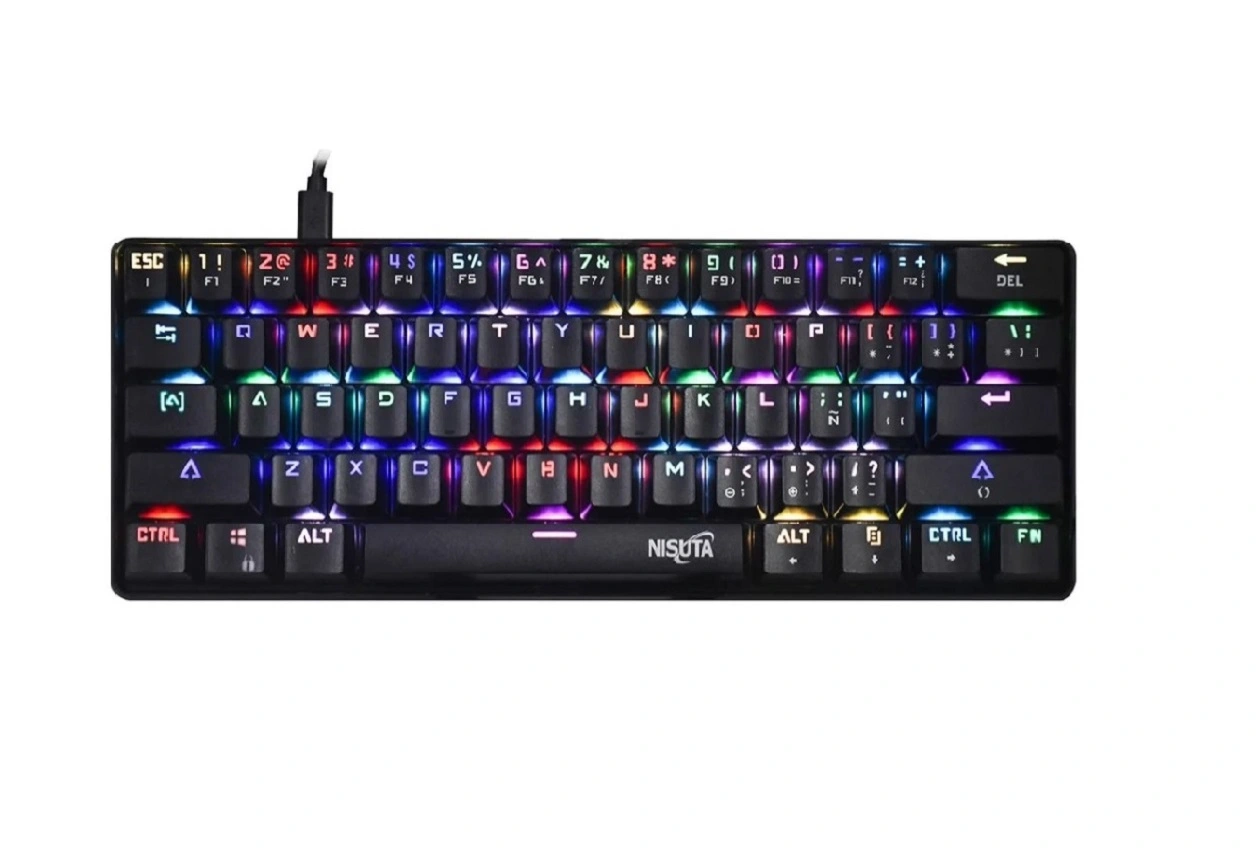 ESC 1 ! 2 @ 3 # 4 $ 5 % 6 ^ 7 & 8 * 9 ( 0 ) - - = +
F1 F2 " F3 F4 F5 F6 & F7 / F8 ( F9 ) F10 = F11 ? F12 DEL
Q W E R T Y U I O P [ { ] } \ :
A S D F G H J K L ; : ' "
Ñ
Z X C V B N M , < . > / ?
CTRL ALT NISUTA ALT CTRL FN